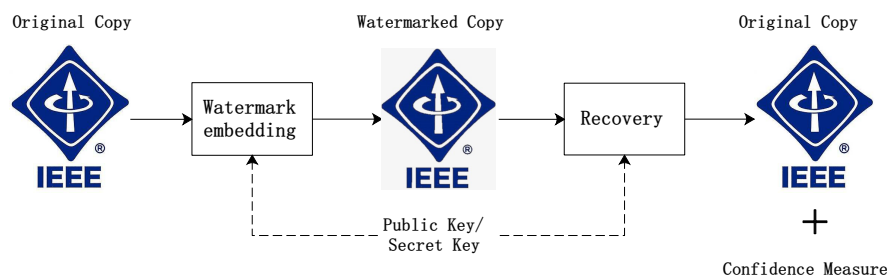 Original Copy
Watermarked Copy
Original Copy
Watermark
embedding
Recovery
®
IEEE
®
IEEE
®
IEEE
Public Key/
Secret Key
+
Confidence Measure